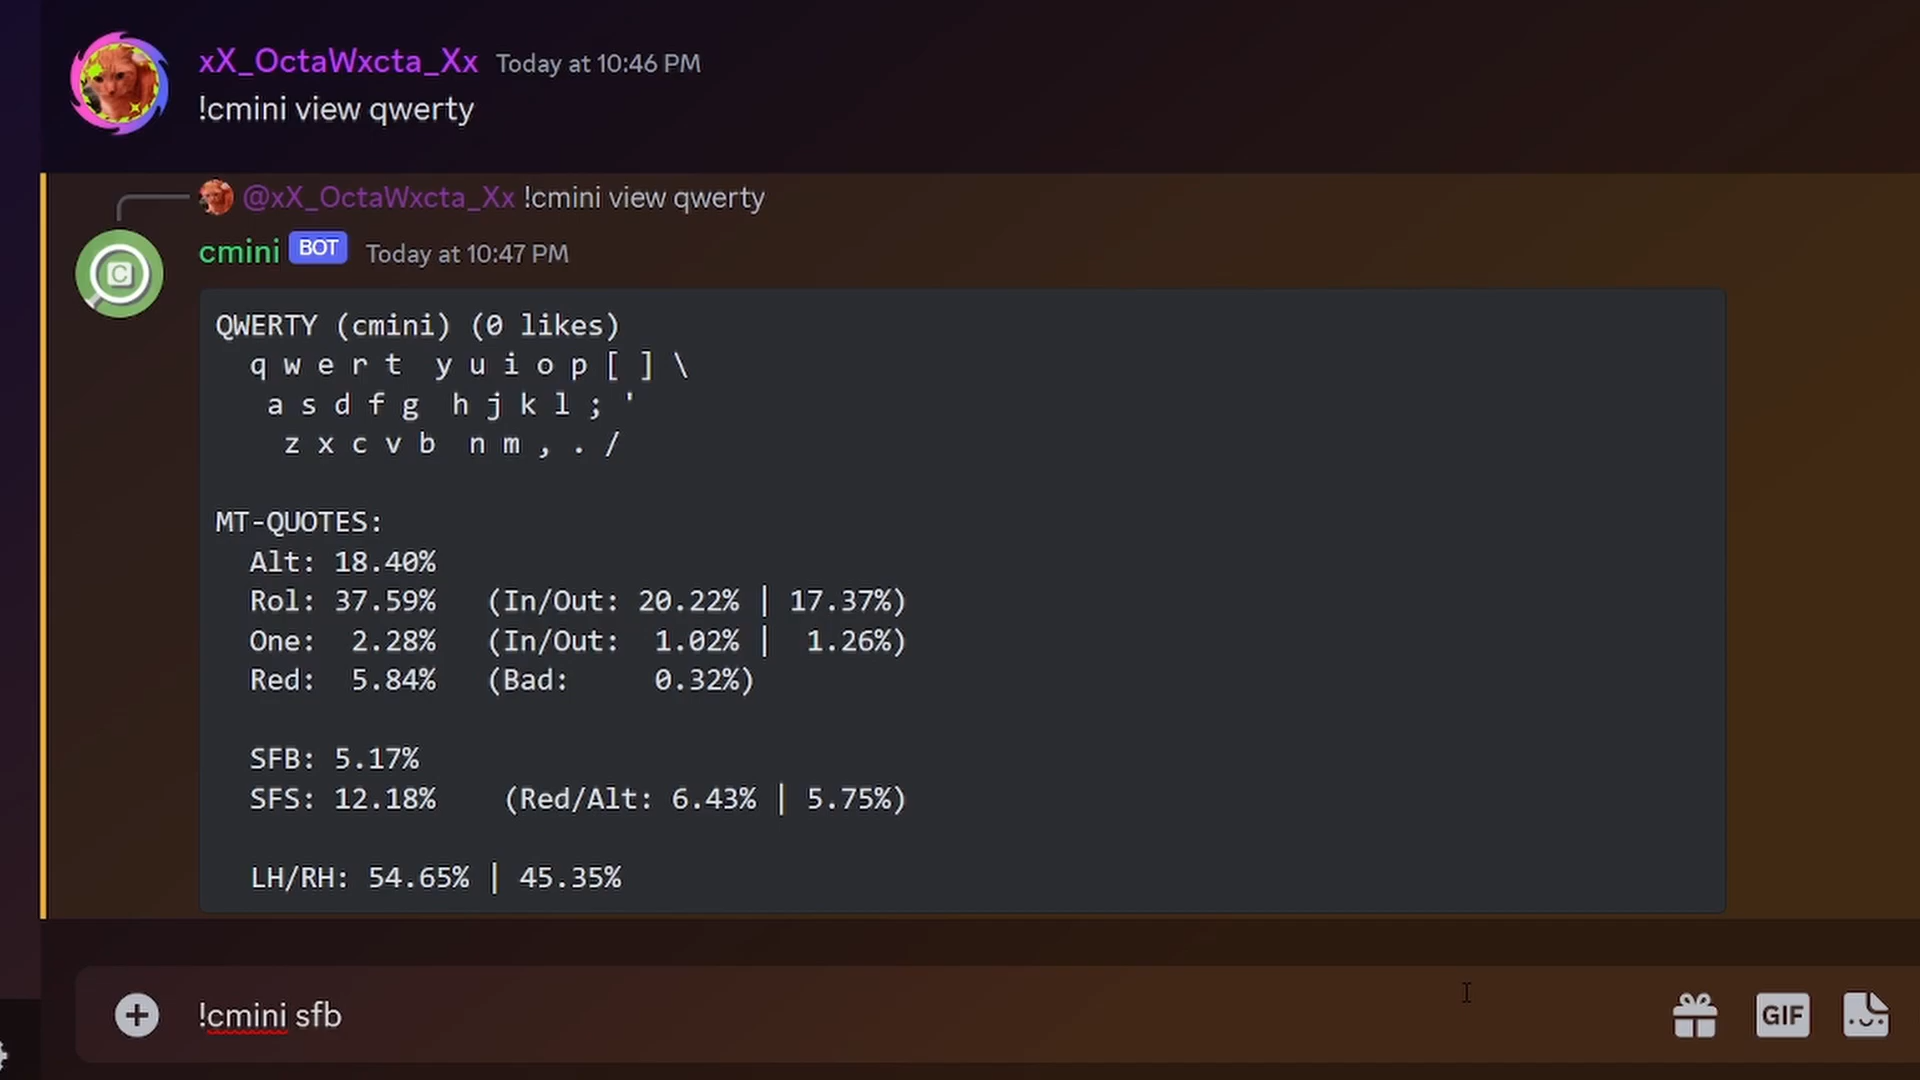 xX_OctaWxcta_Xx Today at 10:46 PM
!cmini view qwerty
@xX_OctaWxcta_Xx !cmini view qwerty
cmini BOT Today at 10:47 PM
C
QWERTY (cmini) (0 likes)
q w e r t  y u i o p [ ] \
a s d f g  h j k l ; '
z x c v b  n m , . /
MT-QUOTES:
Alt: 18.40%
Rol: 37.59%   (In/Out: 20.22% | 17.37%)
One:  2.28%   (In/Out:  1.02% |  1.26%)
Red:  5.84%   (Bad:     0.32%)
SFB: 5.17%
SFS: 12.18%    (Red/Alt: 6.43% | 5.75%)
LH/RH: 54.65% | 45.35%
!cmini sfb
GIF